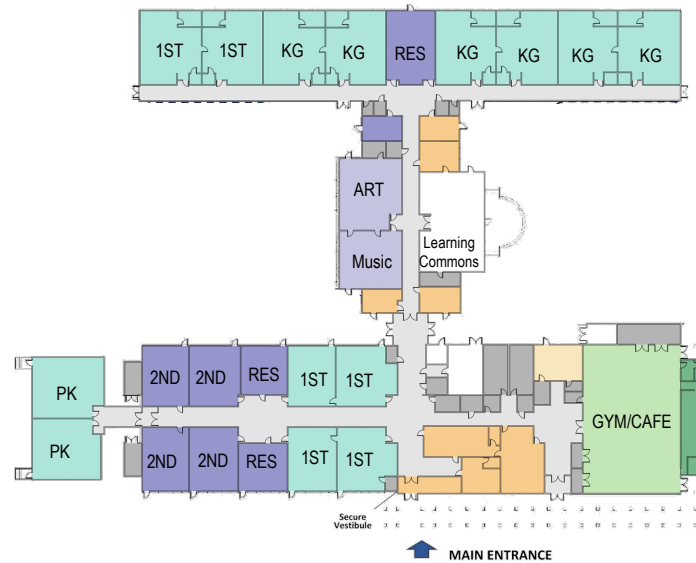 1ST 1ST KG KG RES KG KG KG KG
ART
Music
Learning
Commons
2ND 2ND RES 1ST 1ST
PK
GYM/CAFE
PK
2ND 2ND RES 1ST 1ST
Secure
Vestibule
MAIN ENTRANCE